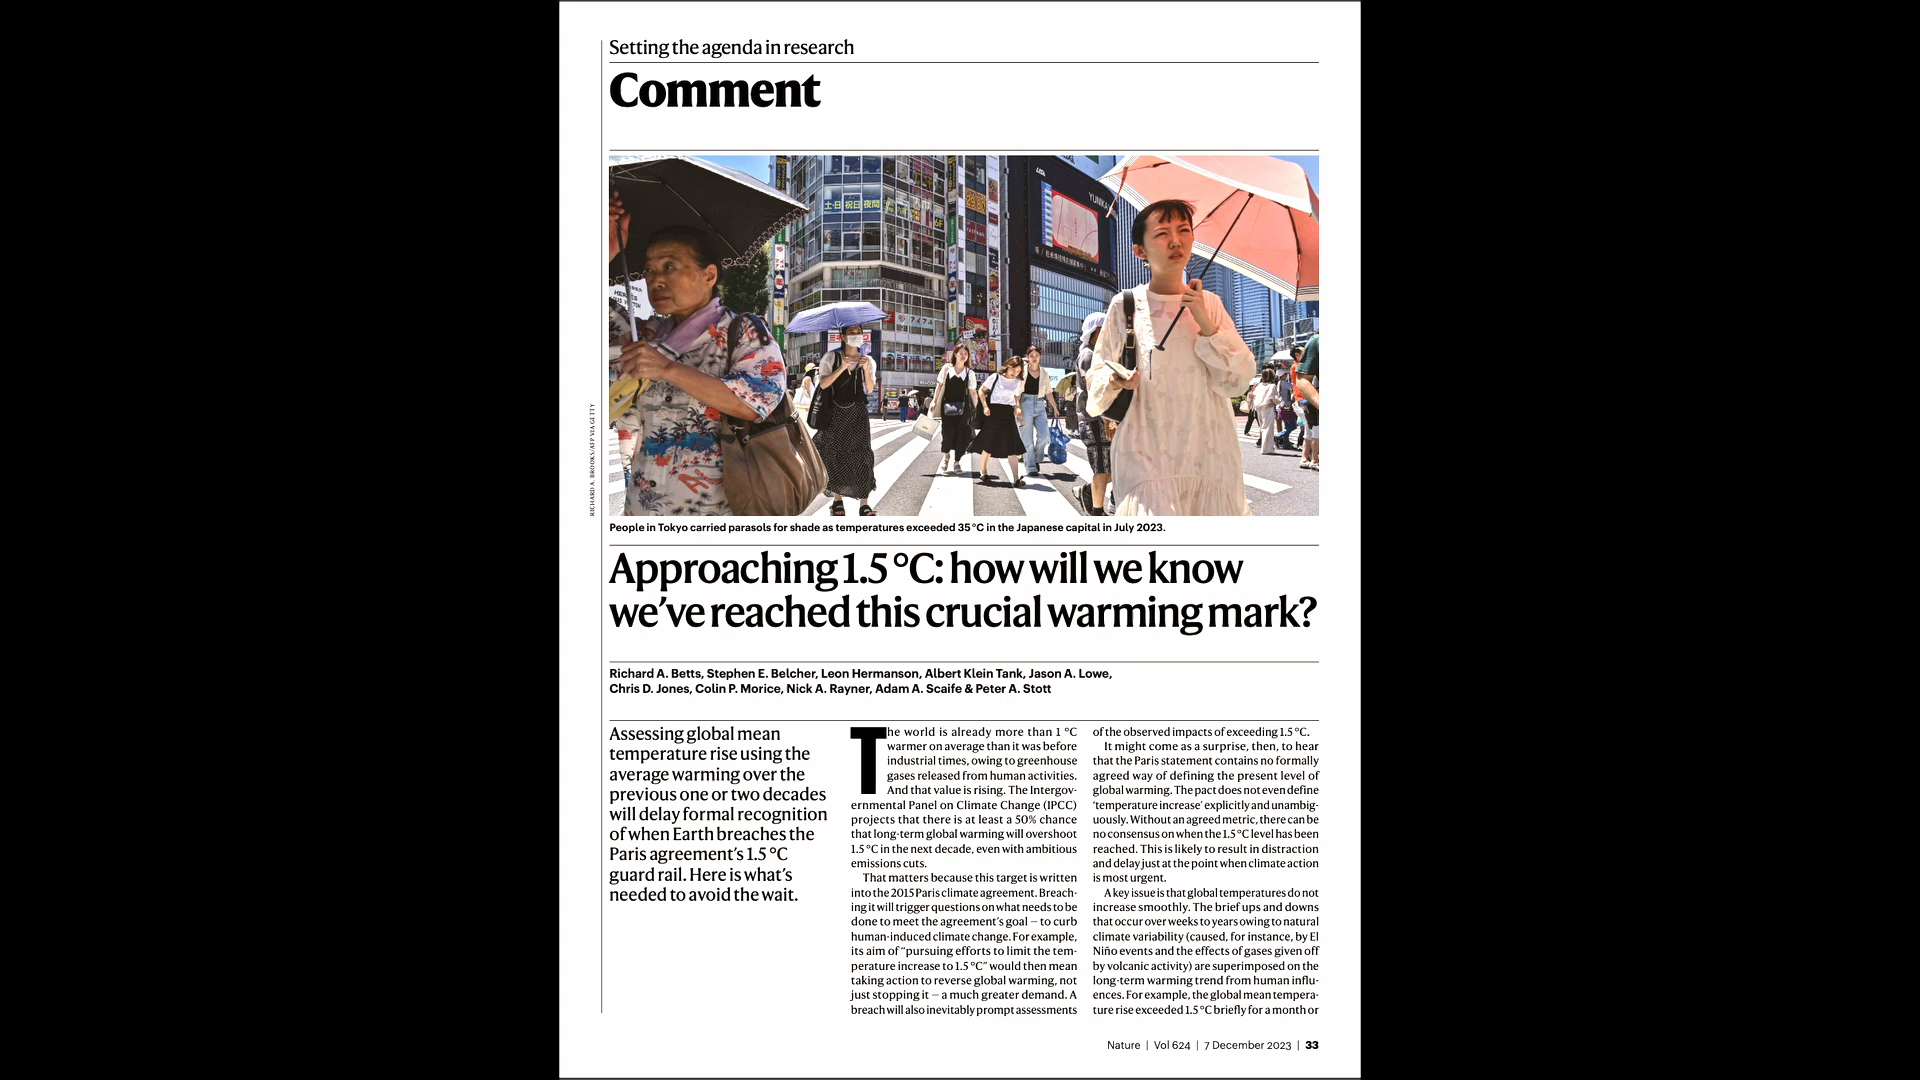 Setting the agenda in research
Comment
土・日 祝日 夜間
YUNIKA
RICHARD A. BROOKS/AFP VIA GETTY
People in Tokyo carried parasols for shade as temperatures exceeded 35 °C in the Japanese capital in July 2023.
Approaching 1.5 °C: how will we know
we’ve reached this crucial warming mark?
Richard A. Betts, Stephen E. Belcher, Leon Hermanson, Albert Klein Tank, Jason A. Lowe,
Chris D. Jones, Colin P. Morice, Nick A. Rayner, Adam A. Scaife & Peter A. Stott
Assessing global mean
temperature rise using the
average warming over the
previous one or two decades
will delay formal recognition
of when Earth breaches the
Paris agreement’s 1.5 °C
guard rail. Here is what’s
needed to avoid the wait.
The world is already more than 1 °C
warmer on average than it was before
industrial times, owing to greenhouse
gases released from human activities.
And that value is rising. The Intergov-
ernmental Panel on Climate Change (IPCC)
projects that there is at least a 50% chance
that long-term global warming will overshoot
1.5 °C in the next decade, even with ambitious
emissions cuts.
That matters because this target is written
into the 2015 Paris climate agreement. Breach-
ing it will trigger questions on what needs to be
done to meet the agreement’s goal — to curb
human-induced climate change. For example,
its aim of “pursuing efforts to limit the tem-
perature increase to 1.5 °C” would then mean
taking action to reverse global warming, not
just stopping it — a much greater demand. A
breach will also inevitably prompt assessments
of the observed impacts of exceeding 1.5 °C.
It might come as a surprise, then, to hear
that the Paris statement contains no formally
agreed way of defining the present level of
global warming. The pact does not even define
‘temperature increase’ explicitly and unambig-
uously. Without an agreed metric, there can be
no consensus on when the 1.5 °C level has been
reached. This is likely to result in distraction
and delay just at the point when climate action
is most urgent.
A key issue is that global temperatures do not
increase smoothly. The brief ups and downs
that occur over weeks to years owing to natural
climate variability (caused, for instance, by El
Niño events and the effects of gases given off
by volcanic activity) are superimposed on the
long-term warming trend from human influ-
ences. For example, the global mean tempera-
ture rise exceeded 1.5 °C briefly for a month or
Nature | Vol 624 | 7 December 2023 | 33